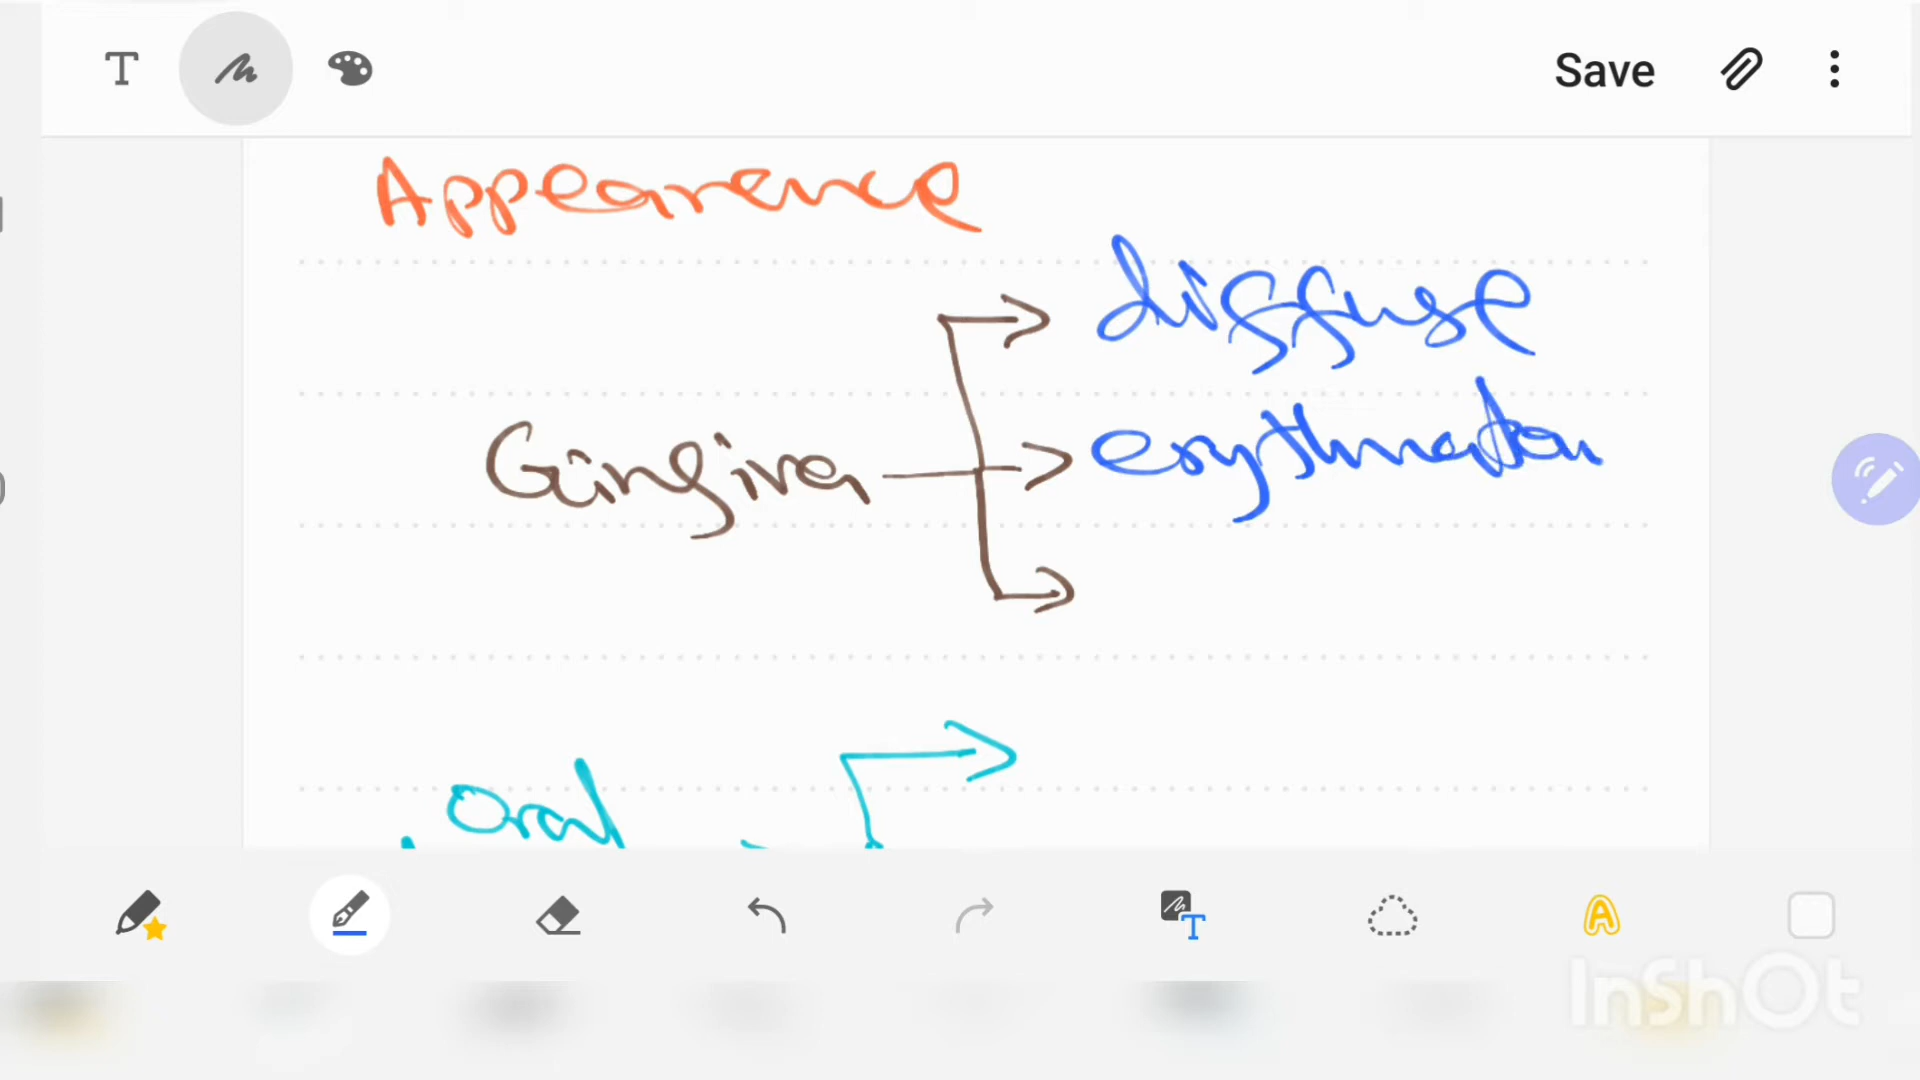 T Save
Appearence
diffuse
Gingiva erythmatou
Oral
T A
InShOt